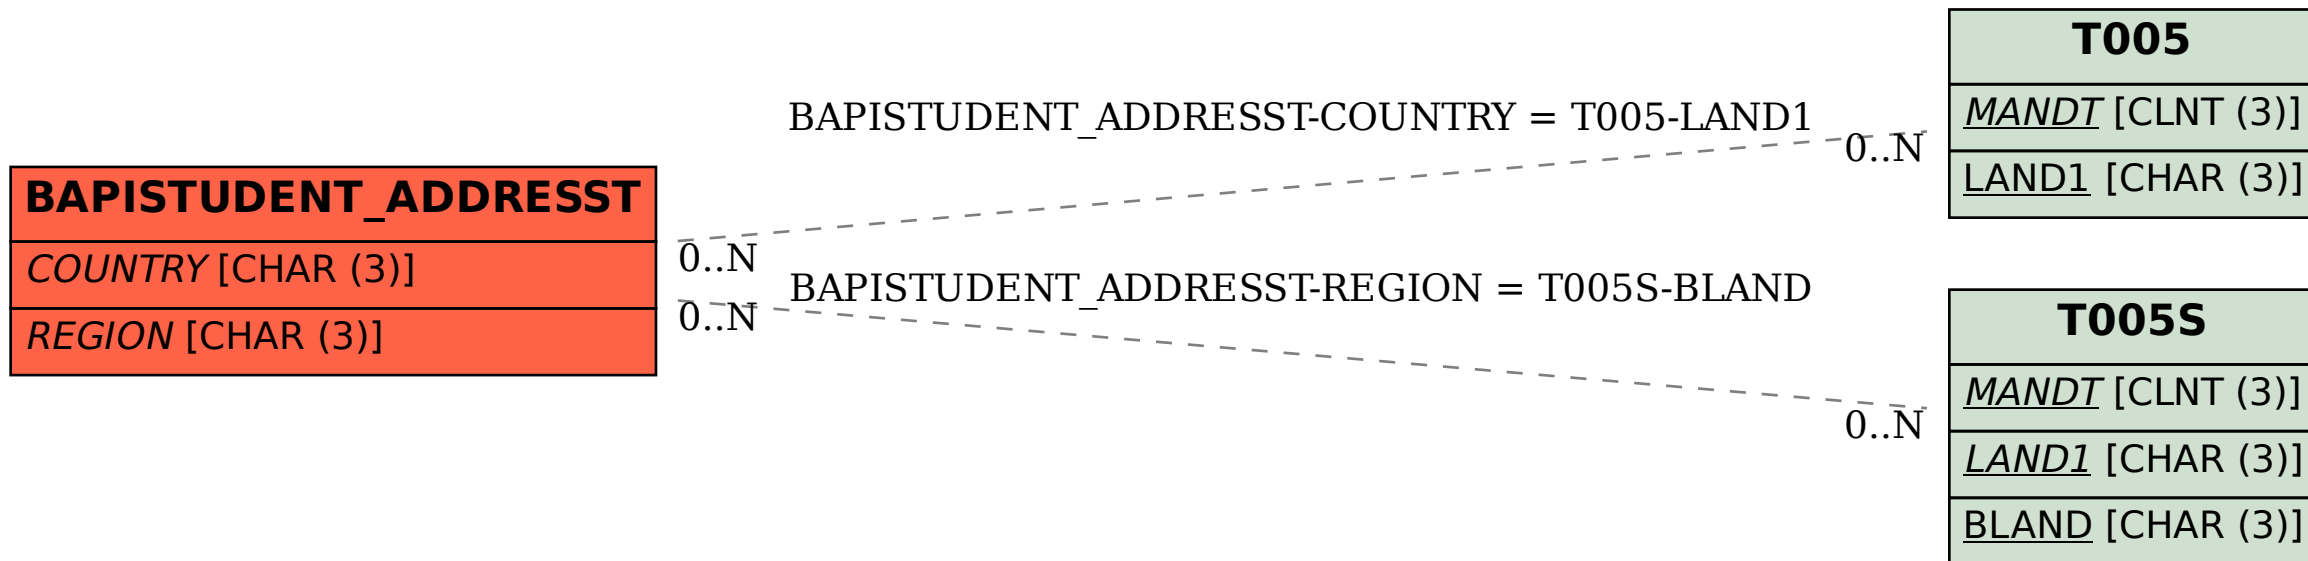 BAPISTUDENT_ADDRESST
COUNTRY [CHAR (3)]
REGION [CHAR (3)]
BAPISTUDENT_ADDRESST-COUNTRY = T005-LAND1
0..N
0..N
BAPISTUDENT_ADDRESST-REGION = T005S-BLAND
0..N
0..N
T005
MANDT [CLNT (3)]
LAND1 [CHAR (3)]
T005S
MANDT [CLNT (3)]
LAND1 [CHAR (3)]
BLAND [CHAR (3)]